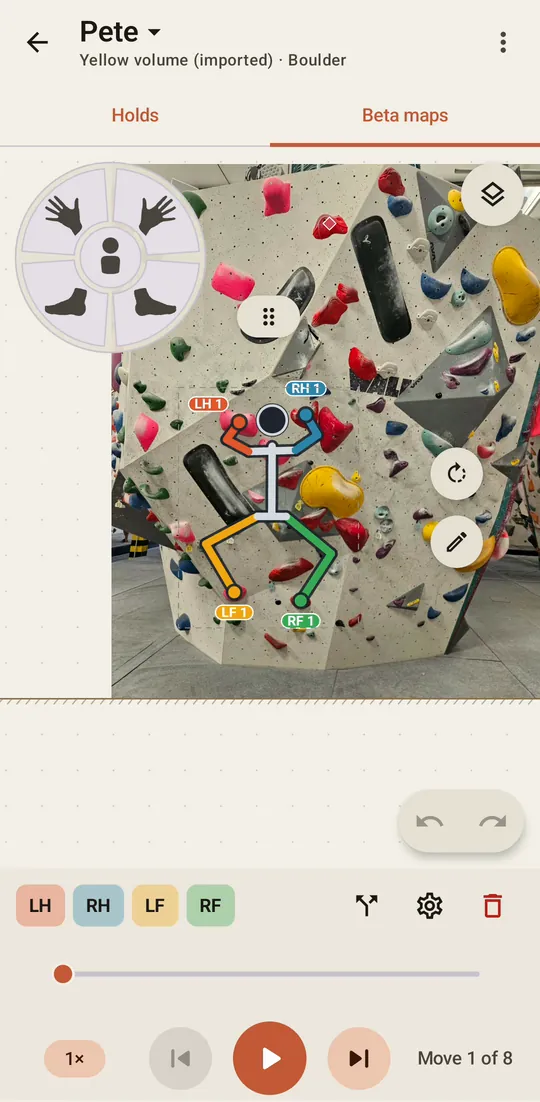 Pete
Yellow volume (imported) · Boulder
Holds
Beta maps
RH 1
LH 1
LF 1
RF 1
LH
RH
LF
RF
1×
Move 1 of 8